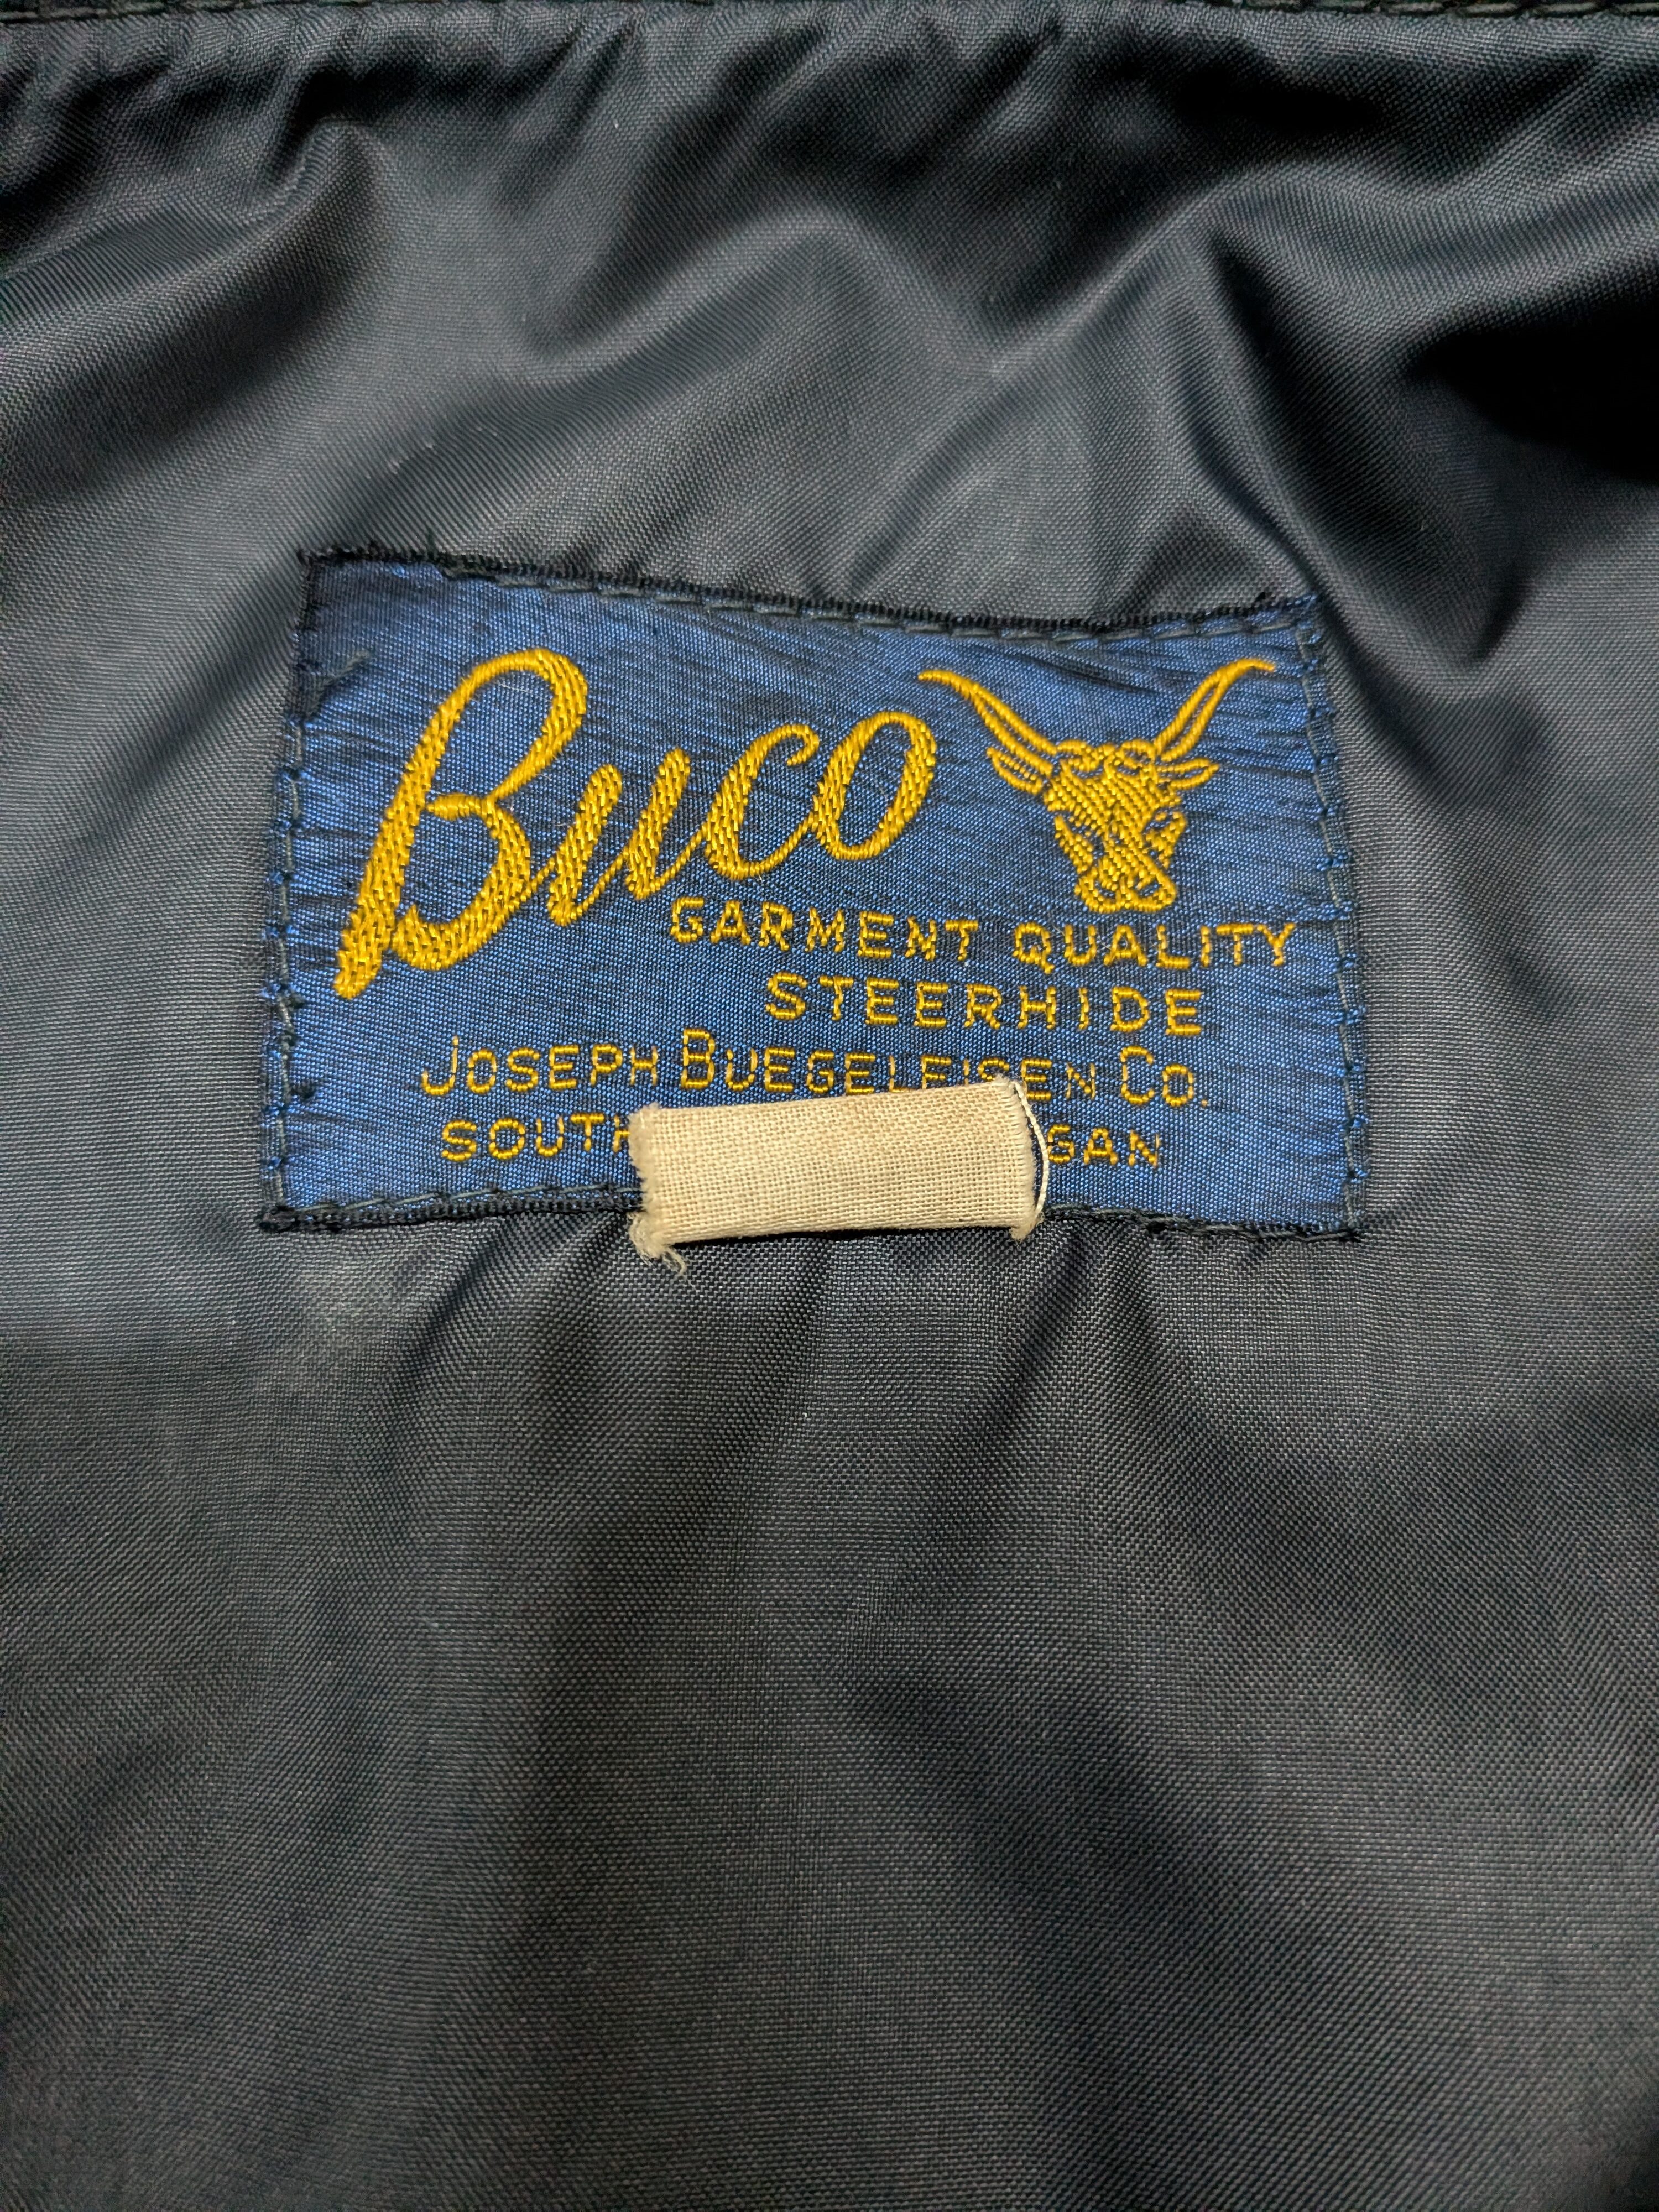 Buco
GARMENT QUALITY
STEERHIDE
JOSEPH BUEGELEISEN CO.